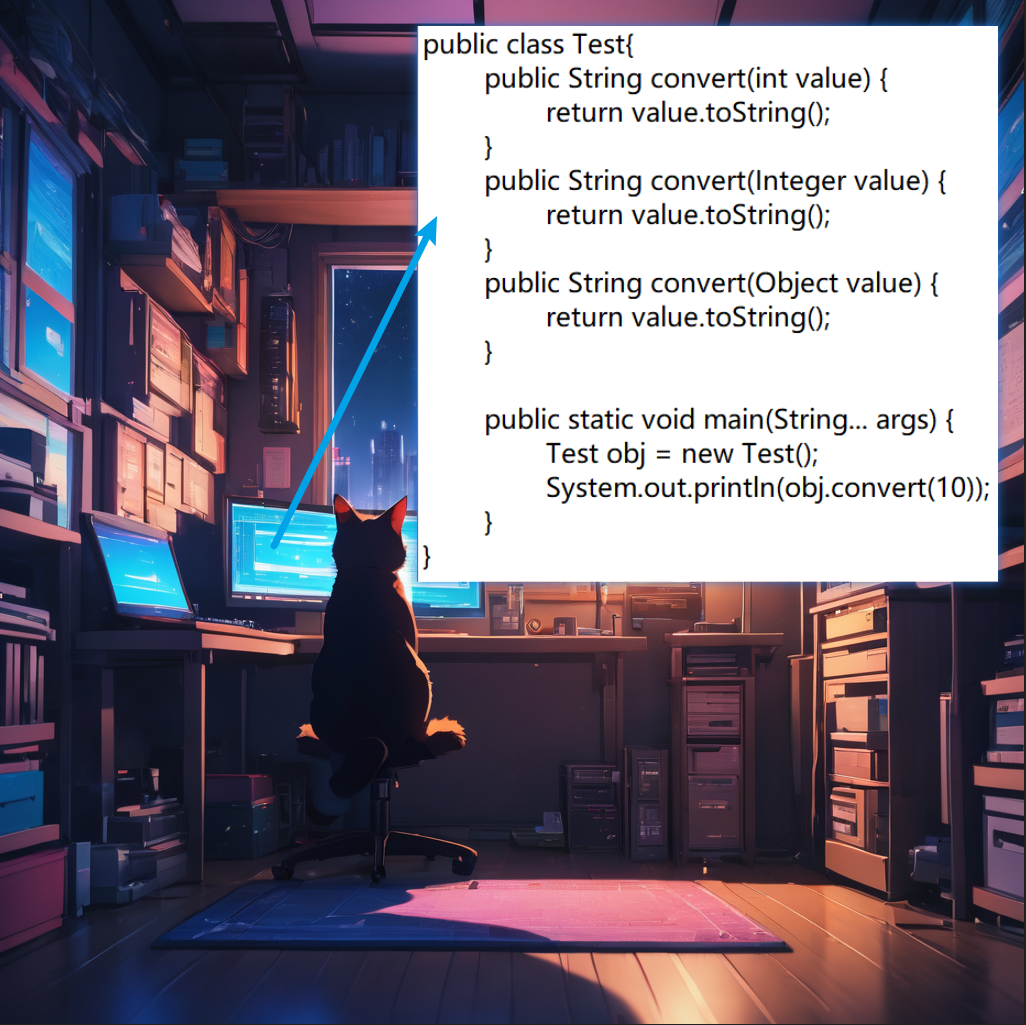 public class Test{
public String convert(int value) {
return value.toString();
}
public String convert(Integer value) {
return value.toString();
}
public String convert(Object value) {
return value.toString();
}
public static void main(String... args) {
Test obj = new Test();
System.out.println(obj.convert(10));
}
}